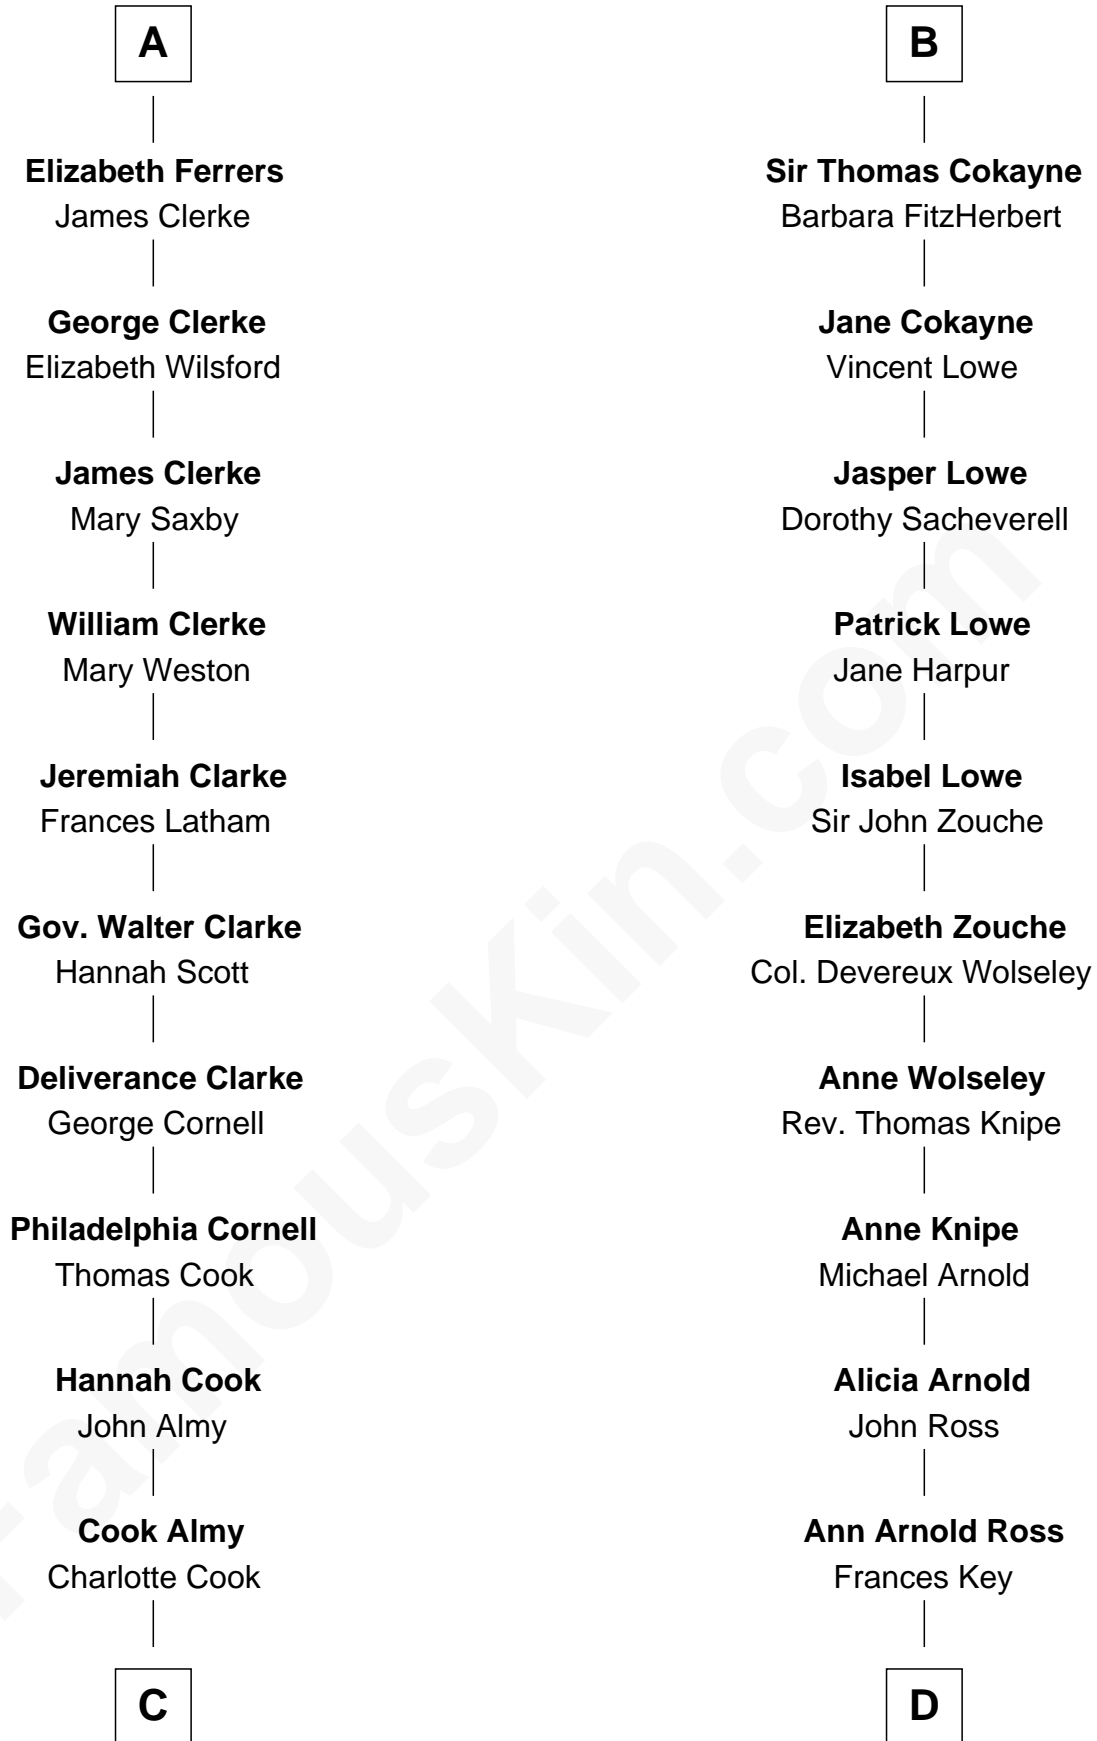 A
Elizabeth Ferrers
James Clerke
George Clerke
Elizabeth Wilsford
James Clerke
Mary Saxby
William Clerke
Mary Weston
Jeremiah Clarke
Frances Latham
Gov. Walter Clarke
Hannah Scott
Deliverance Clarke
George Cornell
Philadelphia Cornell
Thomas Cook
Hannah Cook
John Almy
Cook Almy
Charlotte Cook
C
B
Sir Thomas Cokayne
Barbara FitzHerbert
Jane Cokayne
Vincent Lowe
Jasper Lowe
Dorothy Sacheverell
Patrick Lowe
Jane Harpur
Isabel Lowe
Sir John Zouche
Elizabeth Zouche
Col. Devereux Wolseley
Anne Wolseley
Rev. Thomas Knipe
Anne Knipe
Michael Arnold
Alicia Arnold
John Ross
Ann Arnold Ross
Frances Key
D
FamousKin.com